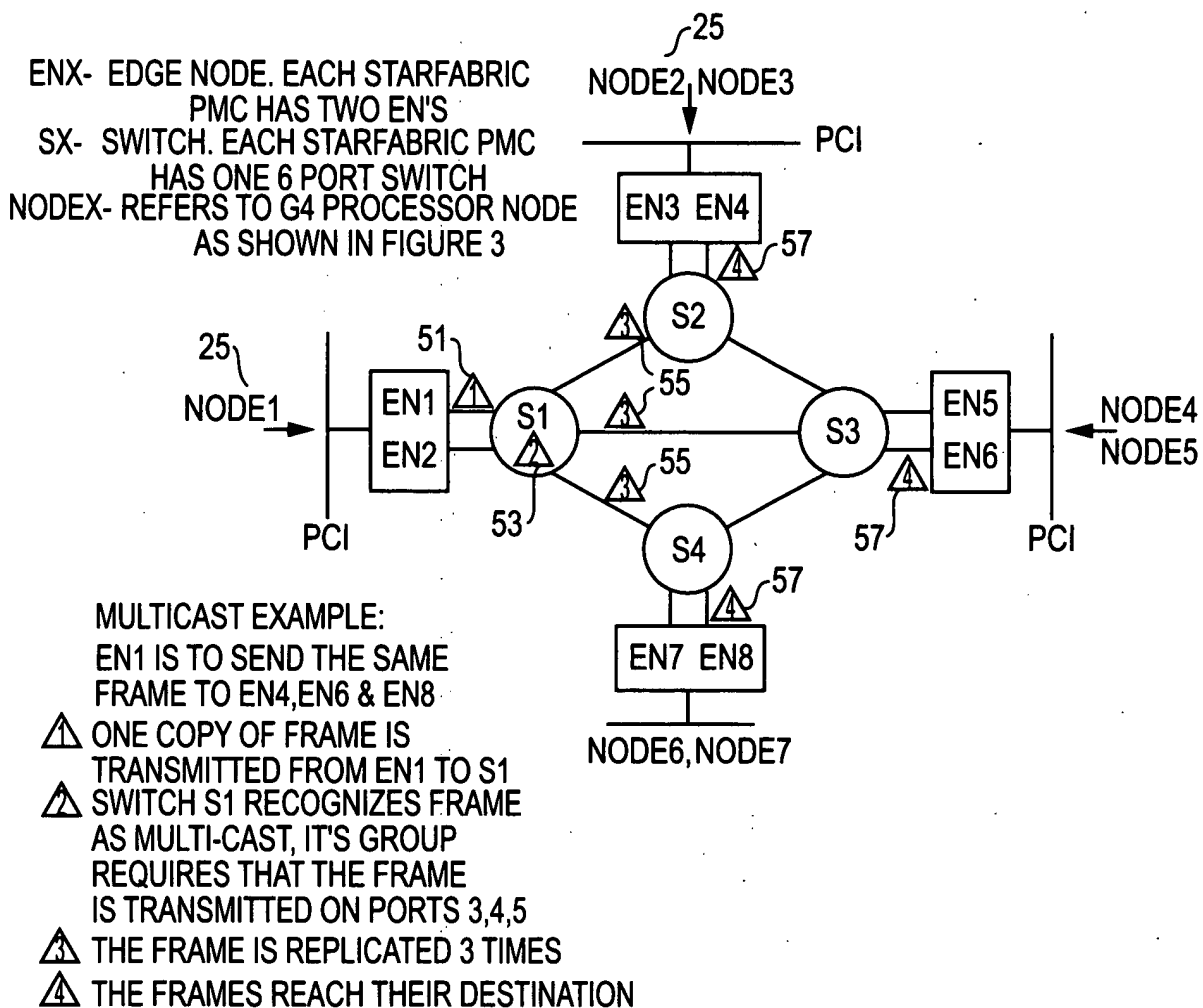 ENX- EDGE NODE. EACH STARFABRIC
PMC HAS TWO EN'S
SX- SWITCH. EACH STARFABRIC PMC
HAS ONE 6 PORT SWITCH
NODEX- REFERS TO G4 PROCESSOR NODE
AS SHOWN IN FIGURE 3
25
NODE2, NODE3
PCI
EN3 EN4
4
57
S2
3
55
25
NODE1
PCI
EN1
EN2
51
1
S1
2
53
3
55
3
55
S3
EN5
EN6
4
57
PCI
NODE4
NODE5
S4
4
57
EN7 EN8
NODE6,NODE7
MULTICAST EXAMPLE:
EN1 IS TO SEND THE SAME
FRAME TO EN4,EN6 & EN8
1 ONE COPY OF FRAME IS
TRANSMITTED FROM EN1 TO S1
2 SWITCH S1 RECOGNIZES FRAME
AS MULTI-CAST, IT'S GROUP
REQUIRES THAT THE FRAME
IS TRANSMITTED ON PORTS 3,4,5
3 THE FRAME IS REPLICATED 3 TIMES
4 THE FRAMES REACH THEIR DESTINATION